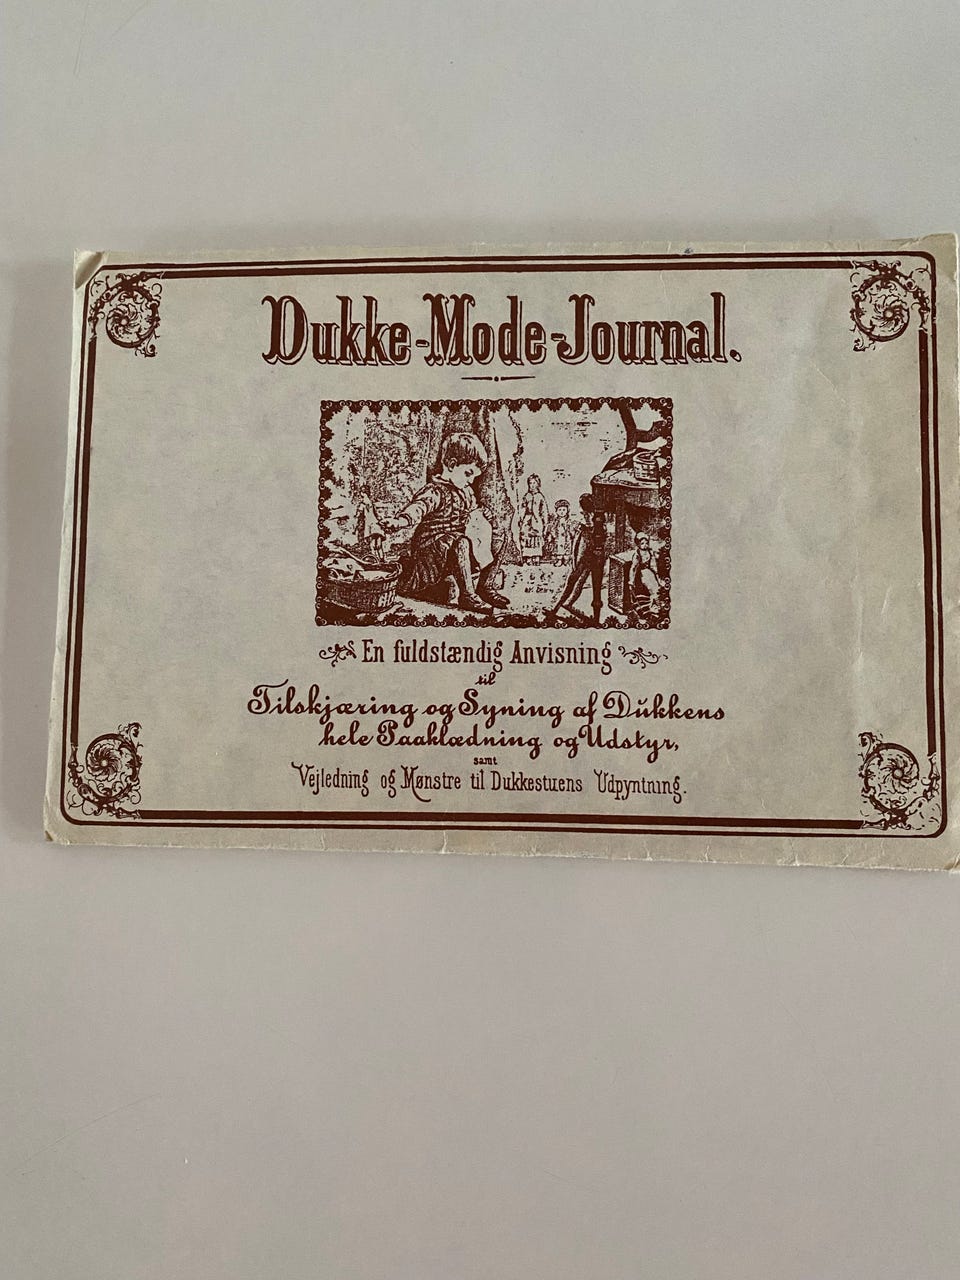 Dukke-Mode-Journal.
En fuldstændig Anvisning
til
Tilskjæring og Syning af Dukkens
hele Paaklædning og Udstyr,
samt
Vejledning og Mønstre til Dukkestuens Udpyntning.